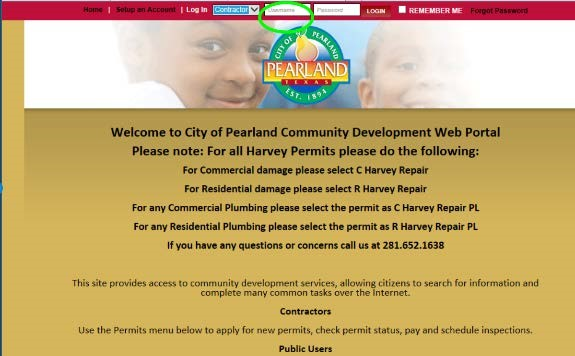 Home | Setup an Account | Log In Contractor Username Password LOGIN REMEMBER ME Forgot Password
CITY OF PEARLAND
PEARLAND
TEXAS
EST. 1894
Welcome to City of Pearland Community Development Web Portal
Please note: For all Harvey Permits please do the following:
For Commercial damage please select C Harvey Repair
For Residential damage please select R Harvey Repair
For any Commercial Plumbing please select the permit as C Harvey Repair PL
For any Residential Plumbing please select the permit as R Harvey Repair PL
If you have any questions or concerns call us at 281.652.1638
This site provides access to community development services, allowing citizens to search for information and
complete many common tasks over the Internet.
Contractors
Use the Permits menu below to apply for new permits, check permit status, pay and schedule inspections.
Public Users